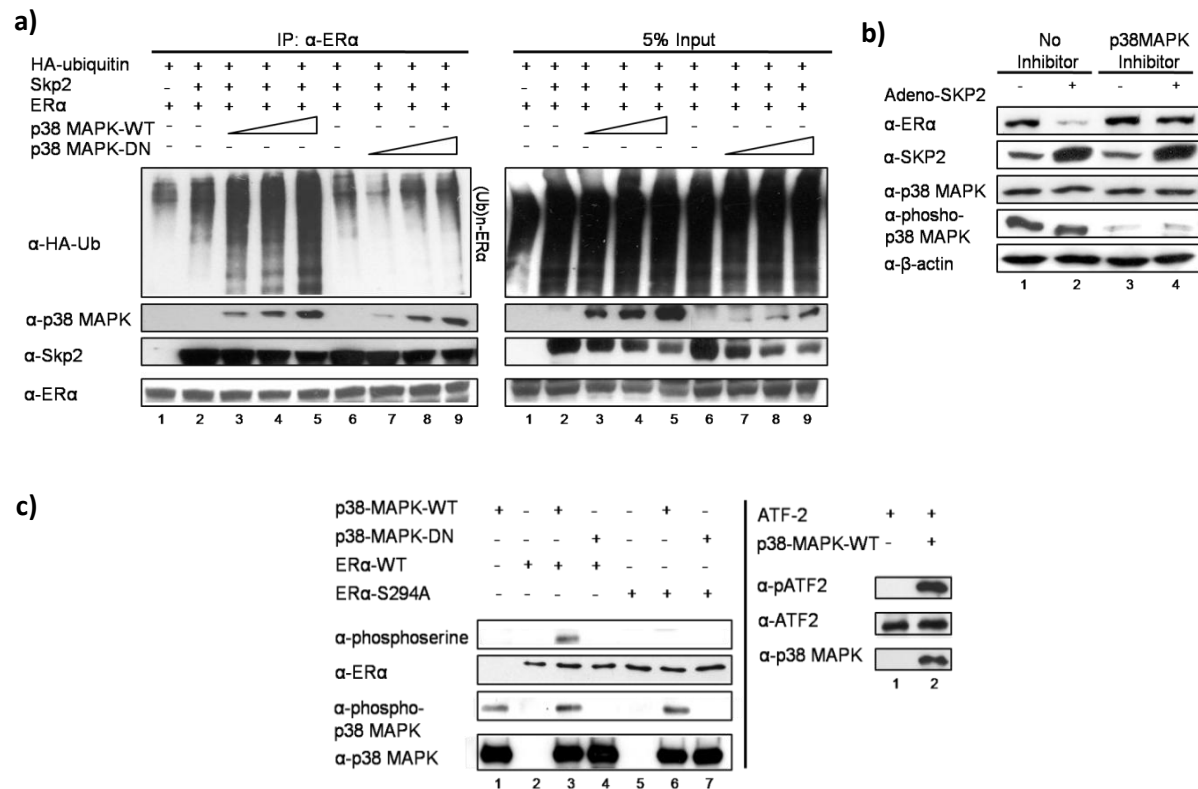 a)
IP: α-ERα
5% Input
HA-ubiquitin + + + + + + + + + + + + + + + + + +
Skp2 - + + + + + + + + - + + + + + + + +
ERα + + + + + + + + + + + + + + + + + +
p38 MAPK-WT - - - - - - - - - - - -
p38 MAPK-DN - - - - - - - - - - - -
α-HA-Ub
(Ub)n-ERα
α-p38 MAPK
α-Skp2
α-ERα
1 2 3 4 5 6 7 8 9 1 2 3 4 5 6 7 8 9
b)
No Inhibitor
p38MAPK Inhibitor
Adeno-SKP2 - + - +
α-ERα
α-SKP2
α-p38 MAPK
α-phosho-
p38 MAPK
α-β-actin
1 2 3 4
c)
p38-MAPK-WT + - + - - + -
p38-MAPK-DN - - - + - - +
ERα-WT - + + + - - -
ERα-S294A - - - - + + +
α-phosphoserine
α-ERα
α-phospho-
p38 MAPK
α-p38 MAPK
1 2 3 4 5 6 7
ATF-2 + +
p38-MAPK-WT - +
α-pATF2
α-ATF2
α-p38 MAPK
1 2